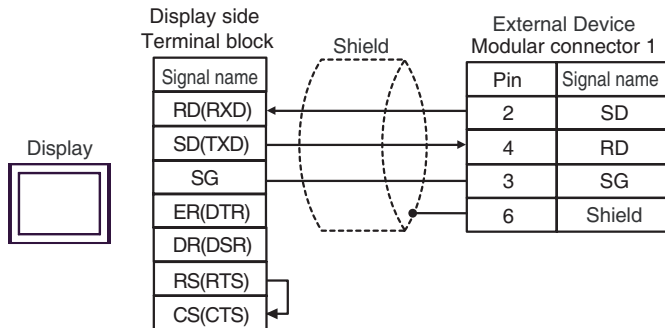 Display side
Terminal block
Shield
External Device
Modular connector 1
Signal name
Pin
Signal name
RD(RXD)
2
SD
SD(TXD)
4
RD
Display
SG
3
SG
ER(DTR)
6
Shield
DR(DSR)
RS(RTS)
CS(CTS)